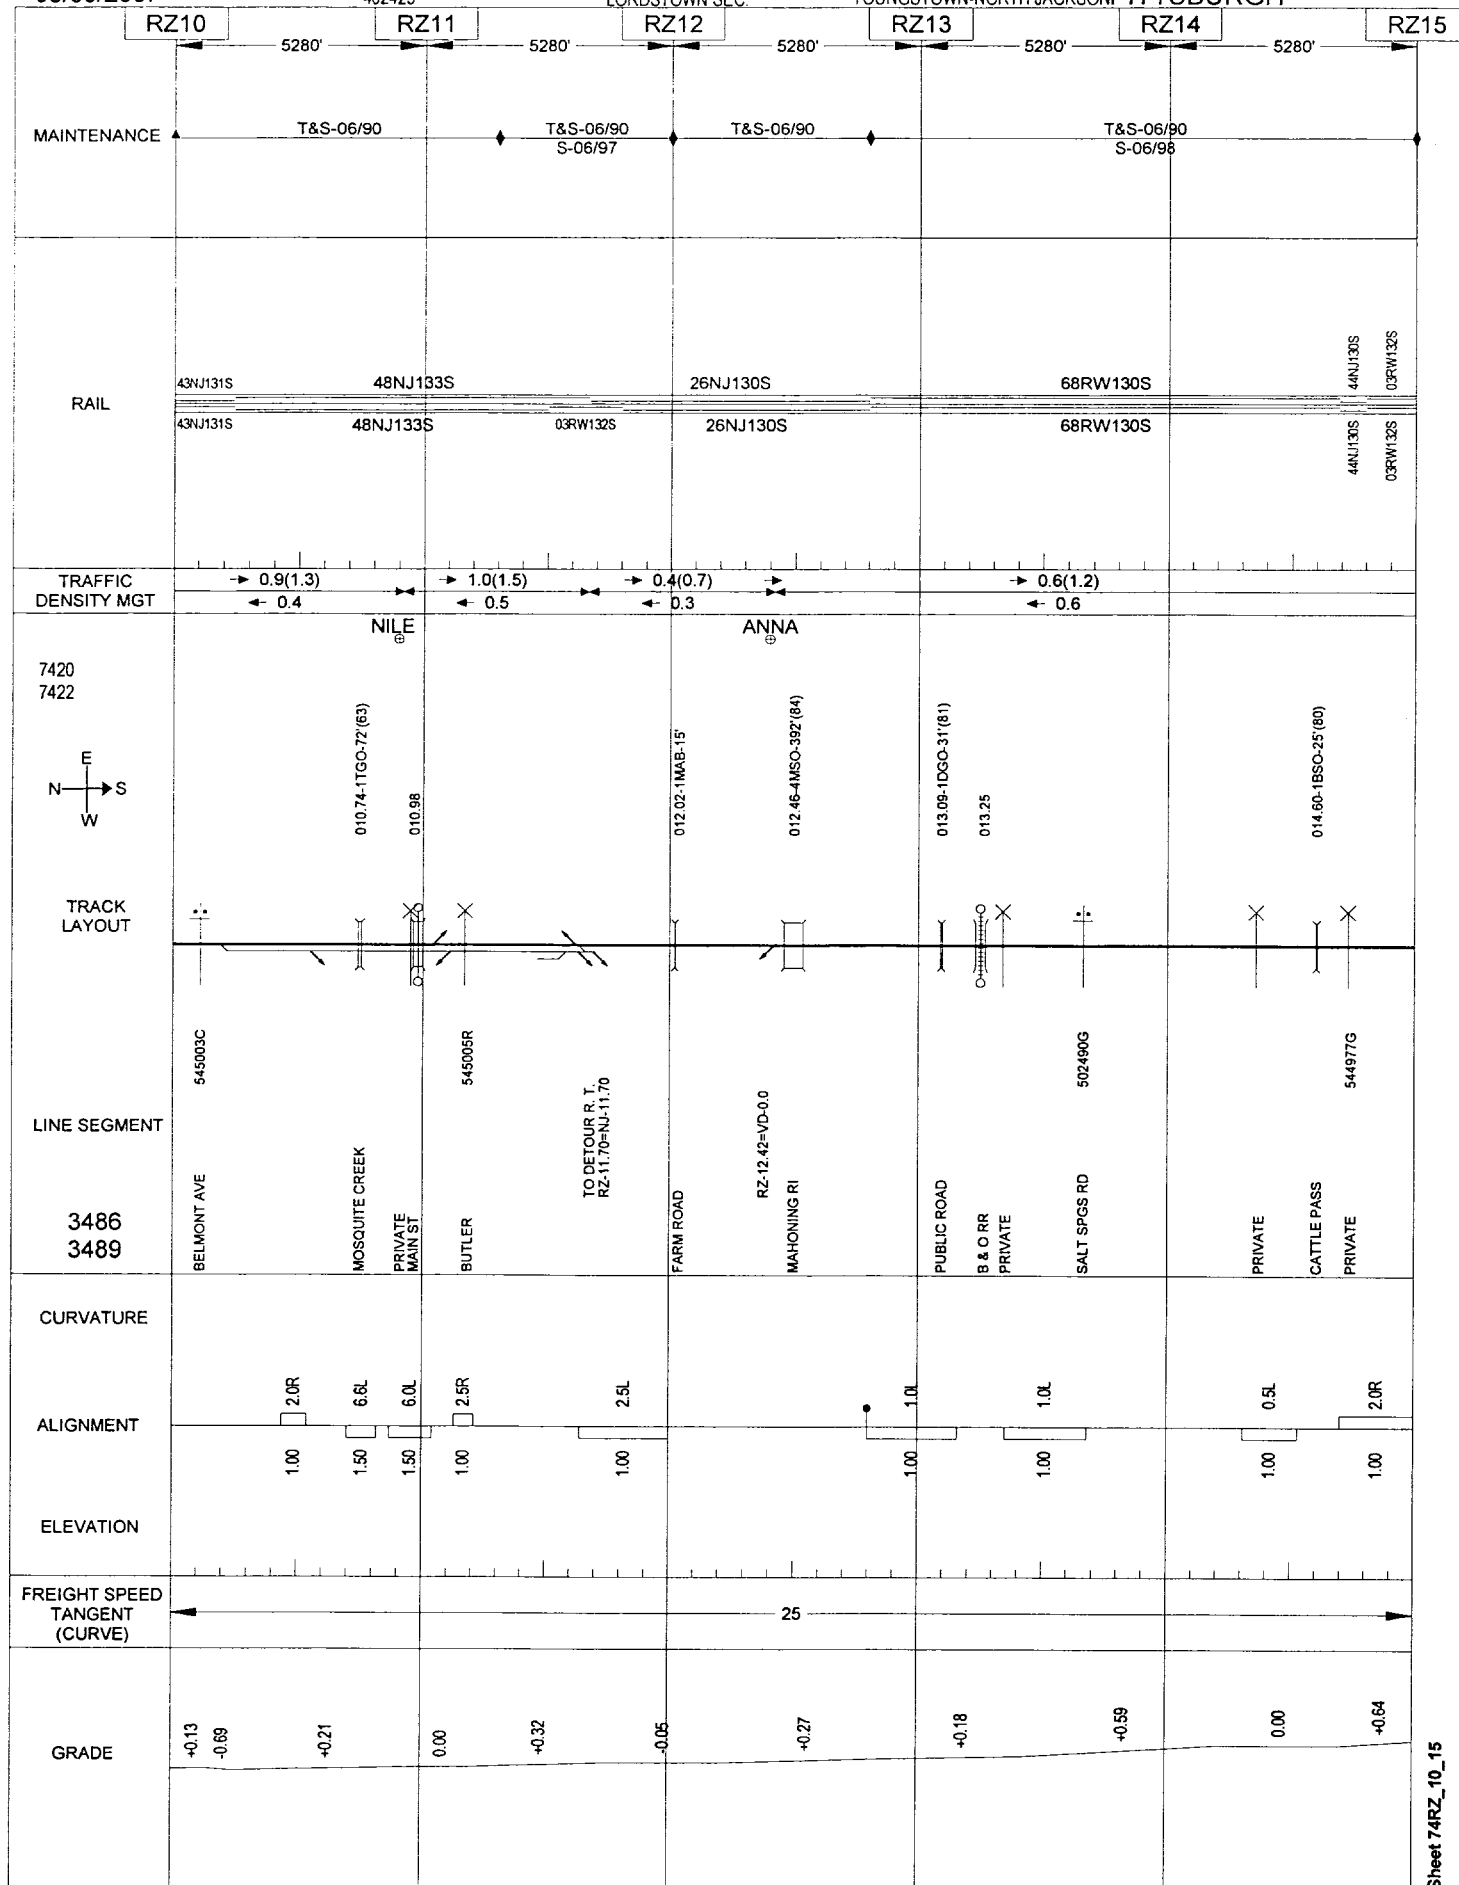 LORDSTOWN SEC.
RZ10 RZ11 RZ12 RZ13 RZ14 RZ15
5280' 5280' 5280' 5280' 5280'
MAINTENANCE
T&S-06/90 T&S-06/90 T&S-06/90 T&S-06/90
S-06/97 S-06/98
RAIL
43NJ131S 48NJ133S 26NJ130S 68RW130S 44NJ130S 03RW132S
43NJ131S 48NJ133S 03RW132S 26NJ130S 68RW130S 44NJ130S 03RW132S
TRAFFIC
DENSITY MGT
0.9(1.3) 1.0(1.5) 0.4(0.7) 0.6(1.2)
0.4 0.5 0.3 0.6
NILE ANNA
7420
7422
E
N S
W
010.74-1TGO-72'(63)
010.98
012.02-1MAB-15'
012.46-4MSO-392'(84)
013.09-1DGO-31'(81)
013.25
014.60-1BSO-25'(80)
TRACK
LAYOUT
545003C
545005R
502490G
544977G
LINE SEGMENT
3486
3489
BELMONT AVE
MOSQUITE CREEK
PRIVATE
MAIN ST
BUTLER
TO DETOUR R. T.
RZ-11.70=NJ-11.70
FARM ROAD
RZ-12.42=VD-0.0
MAHONING RI
PUBLIC ROAD
B & O RR
PRIVATE
SALT SPGS RD
PRIVATE
CATTLE PASS
PRIVATE
CURVATURE
2.0R 6.6L 6.0L 2.5R 2.5L 1.0L 1.0L 0.5L 2.0R
ALIGNMENT
1.00 1.50 1.50 1.00 1.00 1.00 1.00 1.00 1.00
ELEVATION
FREIGHT SPEED
TANGENT
(CURVE)
25
GRADE
+0.13 -0.69 +0.21 0.00 +0.32 -0.05 +0.27 +0.18 +0.59 0.00 +0.64
Sheet 74RZ_10_15